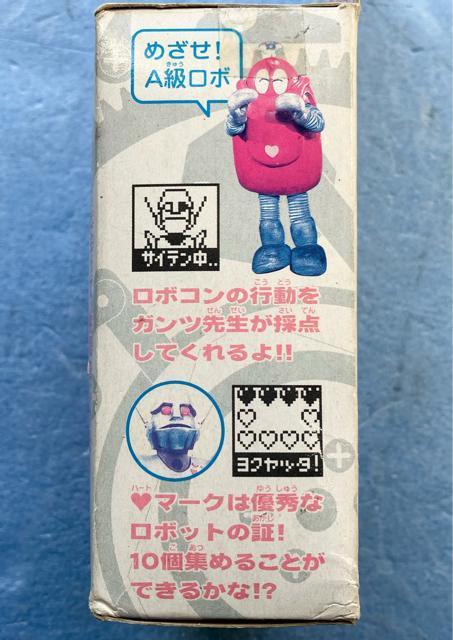 めざせ!
A級ロボ
サイテン中..
ロボコンの行動を
ガンツ先生が採点
してくれるよ!!
ヨクヤッタ!
♥マークは優秀な
ロボットの証!
10個集めることが
できるかな!?